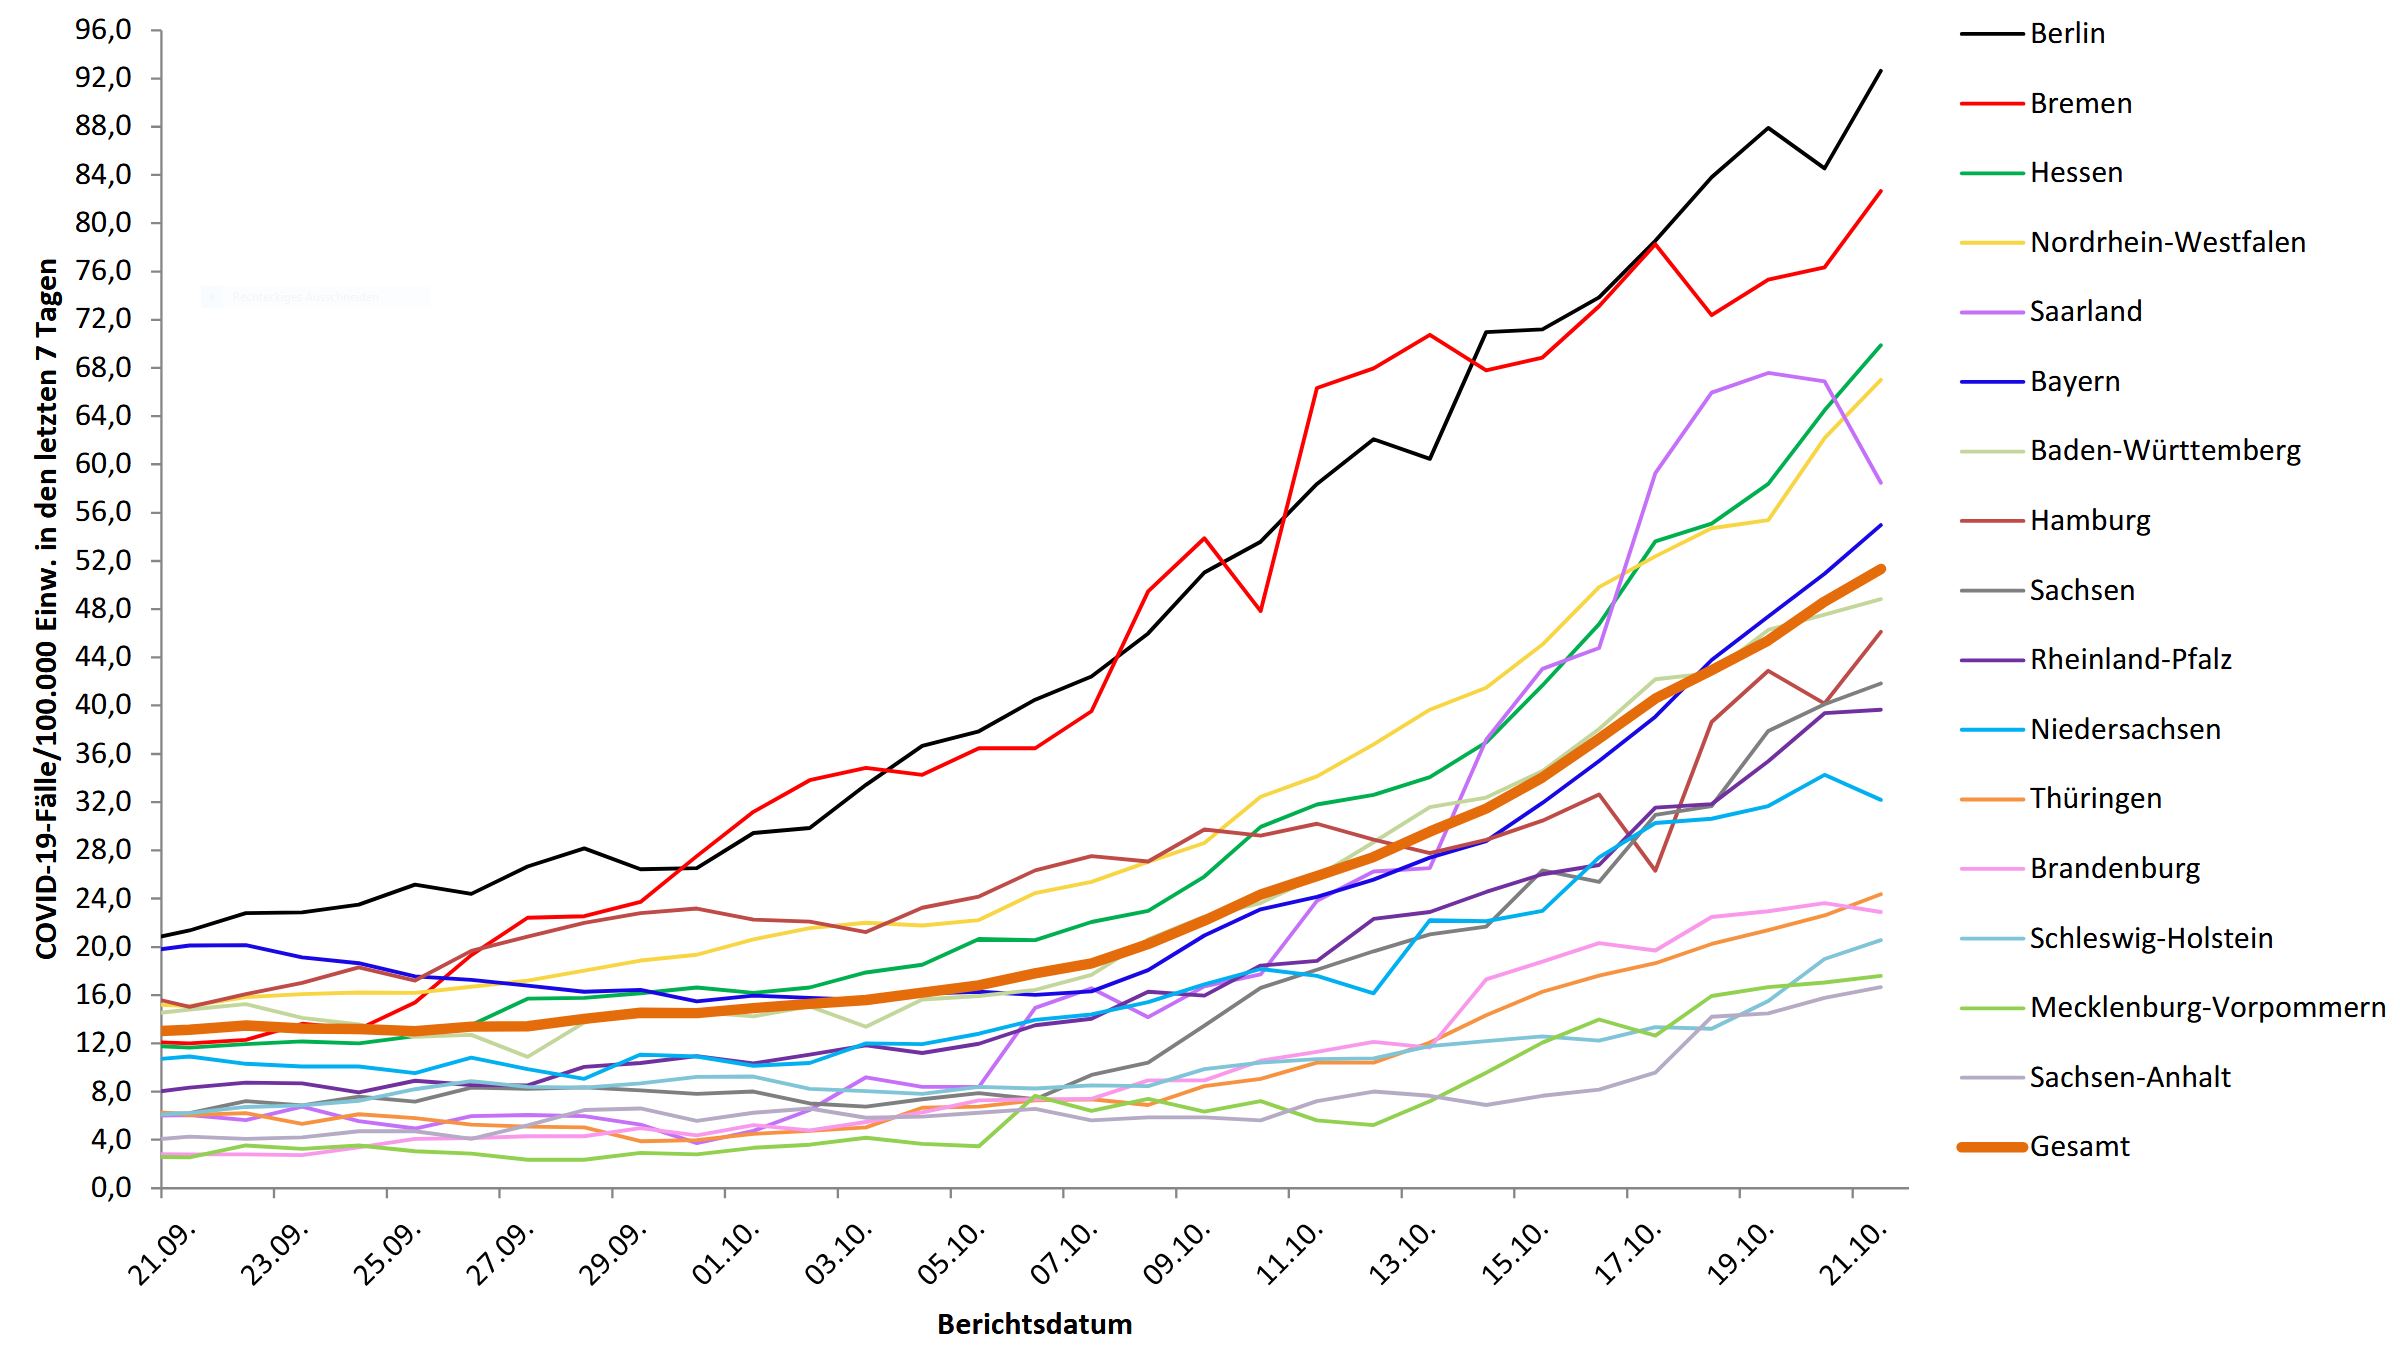 96,0
92,0
88,0
84,0
80,0
76,0
72,0
68,0
64,0
60,0
56,0
52,0
48,0
44,0
40,0
36,0
32,0
28,0
24,0
20,0
16,0
12,0
8,0
4,0
0,0
COVID-19-Fälle/100.000 Einw. in den letzten 7 Tagen
Rechteckiges Ausschneiden
21.09.
23.09.
25.09.
27.09.
29.09.
01.10.
03.10.
05.10.
07.10.
09.10.
11.10.
13.10.
15.10.
17.10.
19.10.
21.10.
Berichtsdatum
Berlin
Bremen
Hessen
Nordrhein-Westfalen
Saarland
Bayern
Baden-Württemberg
Hamburg
Sachsen
Rheinland-Pfalz
Niedersachsen
Thüringen
Brandenburg
Schleswig-Holstein
Mecklenburg-Vorpommern
Sachsen-Anhalt
Gesamt